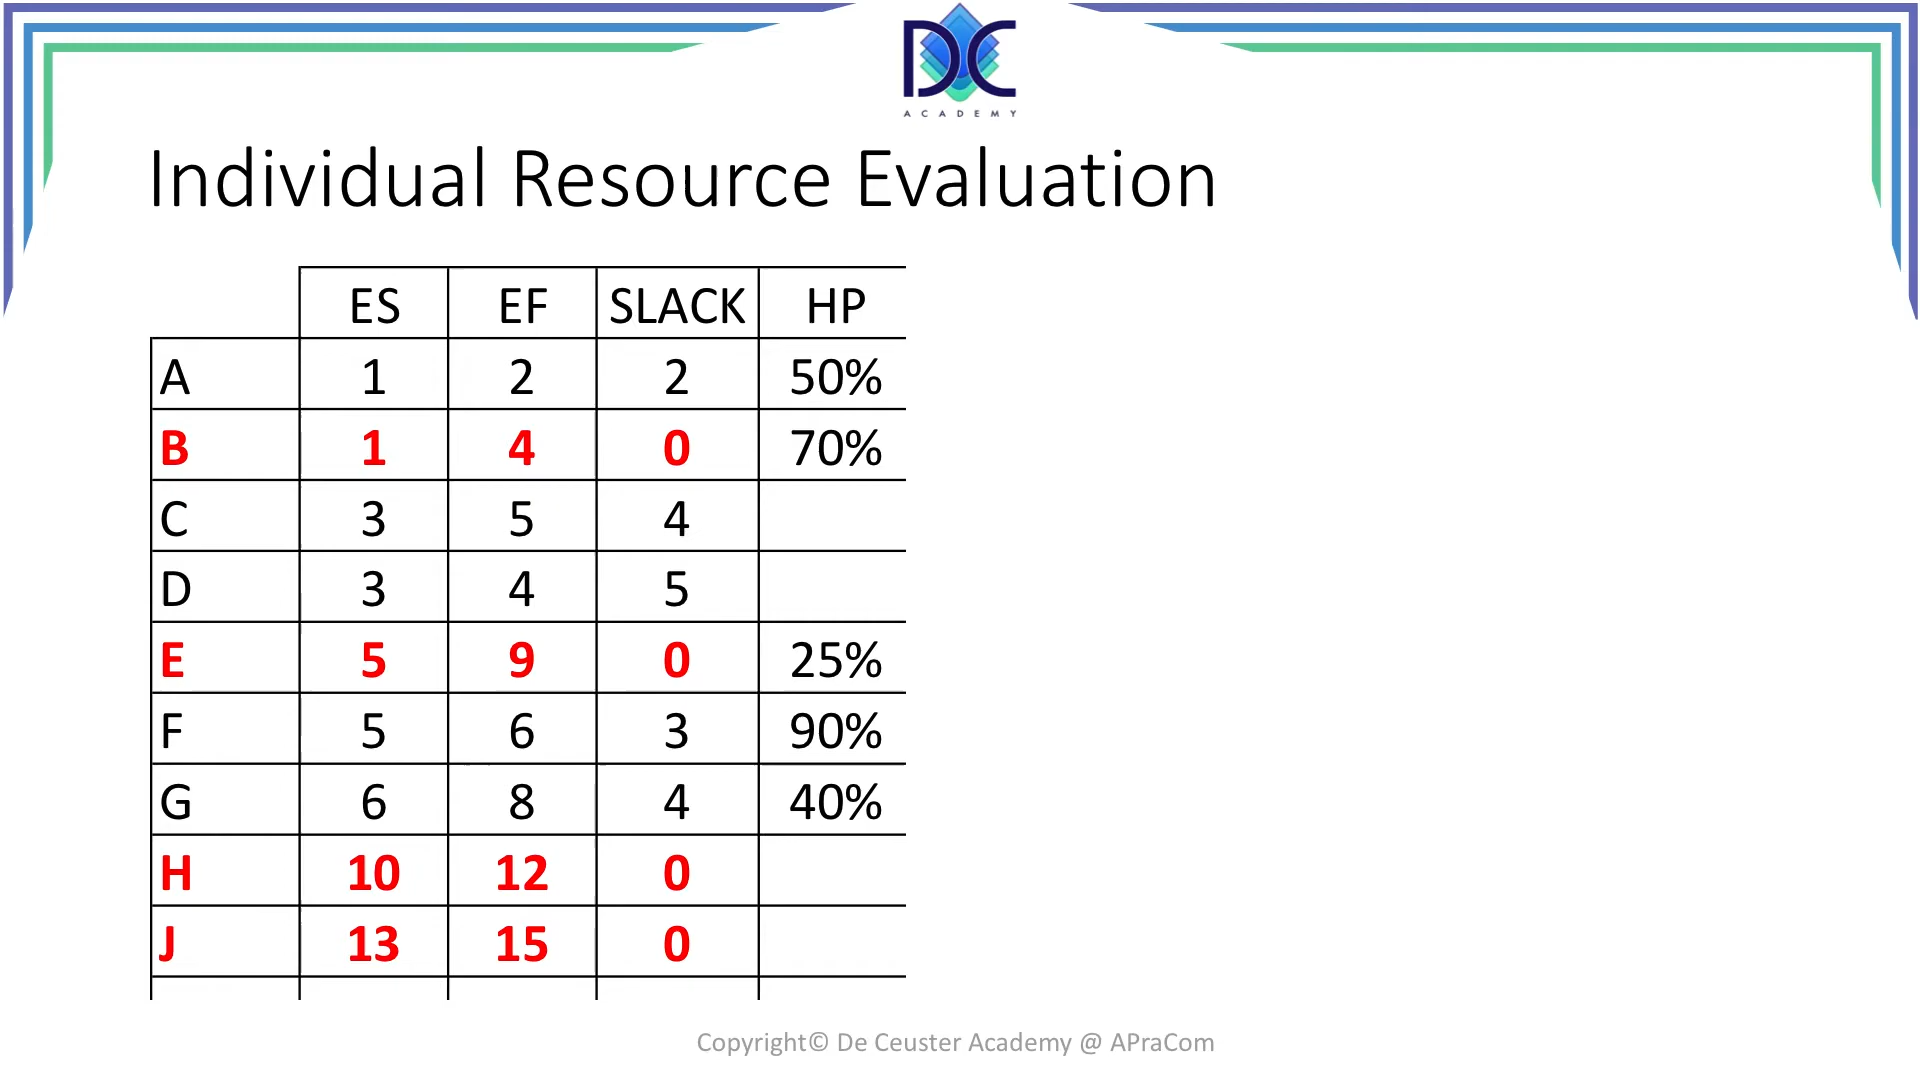 DC
ACADEMY
Individual Resource Evaluation
ES EF SLACK HP
A 1 2 2 50%
B 1 4 0 70%
C 3 5 4
D 3 4 5
E 5 9 0 25%
F 5 6 3 90%
G 6 8 4 40%
H 10 12 0
J 13 15 0
Copyright© De Ceuster Academy @ APraCom